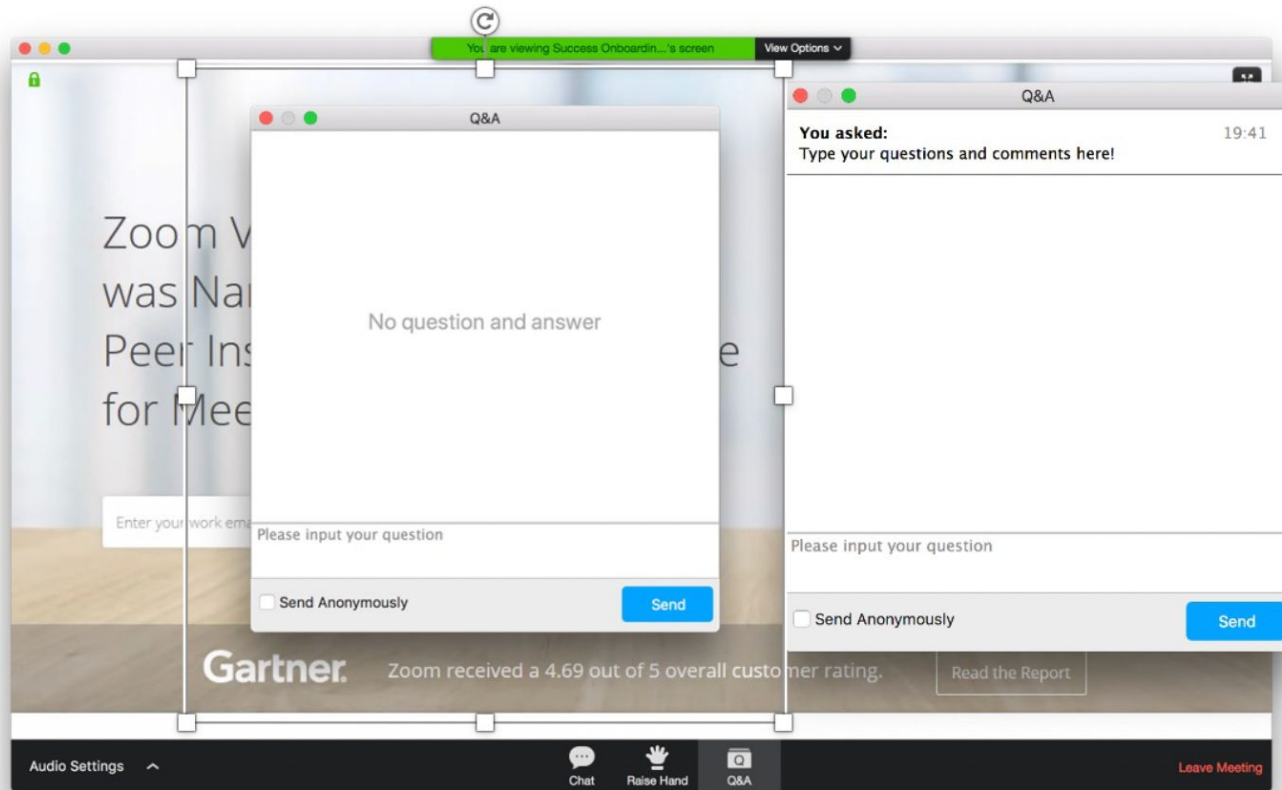 You are viewing Success Onboardin...'s screen
View Options
Q&A
No question and answer
Please input your question
Send Anonymously
Send
Q&A
You asked:
19:41
Type your questions and comments here!
Please input your question
Send Anonymously
Send
Zoom V
was Na
Peer Ins
e
for Mee
Enter your work ema
Gartner.
Zoom received a 4.69 out of 5 overall customer rating.
Read the Report
Audio Settings
Chat
Raise Hand
Q
Q&A
Leave Meeting